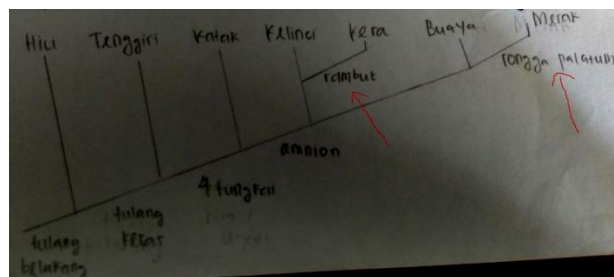 Hiu Tenggiri Katak Kelinci Kera Buaya Merak
rambut
rongga palatum
amnion
4 tungkai
tulang
keras
tulang
belakang